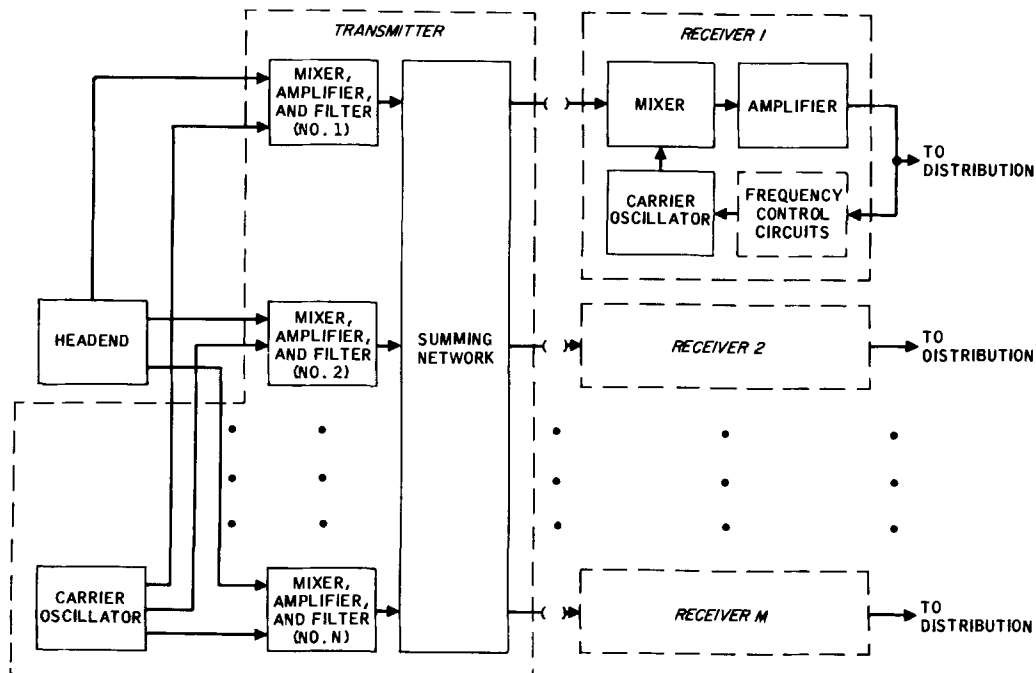 TRANSMITTER
RECEIVER 1
MIXER,
AMPLIFIER,
AND FILTER
(NO. 1)
MIXER
AMPLIFIER
TO
DISTRIBUTION
CARRIER
OSCILLATOR
FREQUENCY
CONTROL
CIRCUITS
HEADEND
MIXER,
AMPLIFIER,
AND FILTER
(NO. 2)
SUMMING
NETWORK
RECEIVER 2
TO
DISTRIBUTION
CARRIER
OSCILLATOR
MIXER,
AMPLIFIER,
AND FILTER
(NO. N)
RECEIVER M
TO
DISTRIBUTION